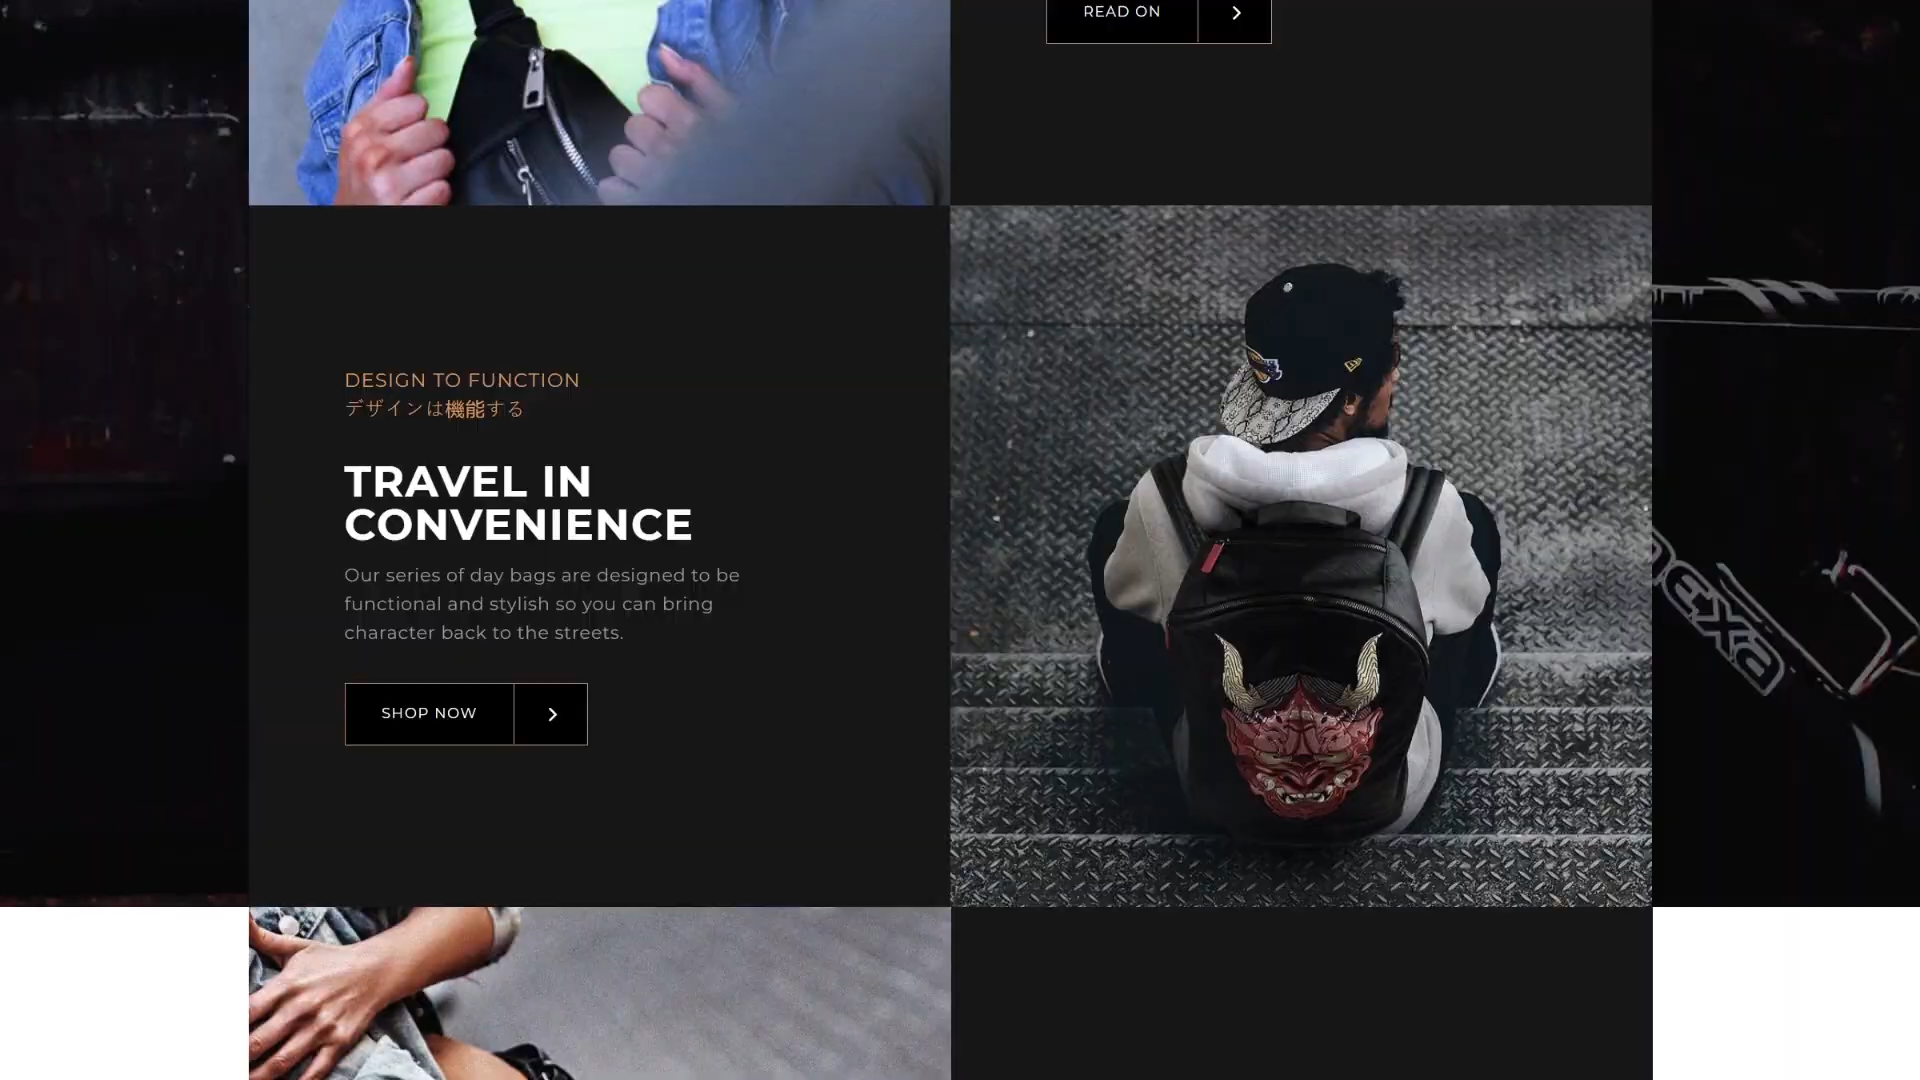 READ ON
DESIGN TO FUNCTION
デザインは機能する
TRAVEL IN
CONVENIENCE
Our series of day bags are designed to be
functional and stylish so you can bring
character back to the streets.
SHOP NOW